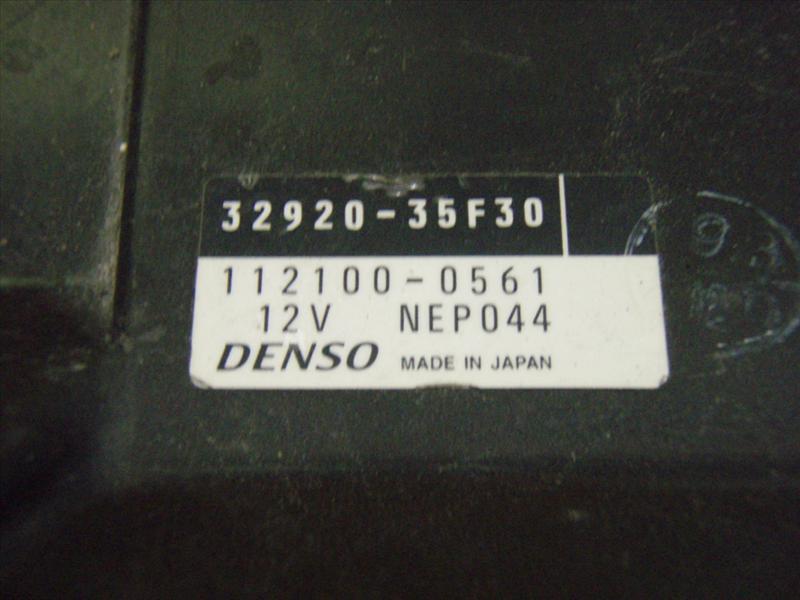 32920-35F30
112100-0561
12V NEP044
DENSO MADE IN JAPAN